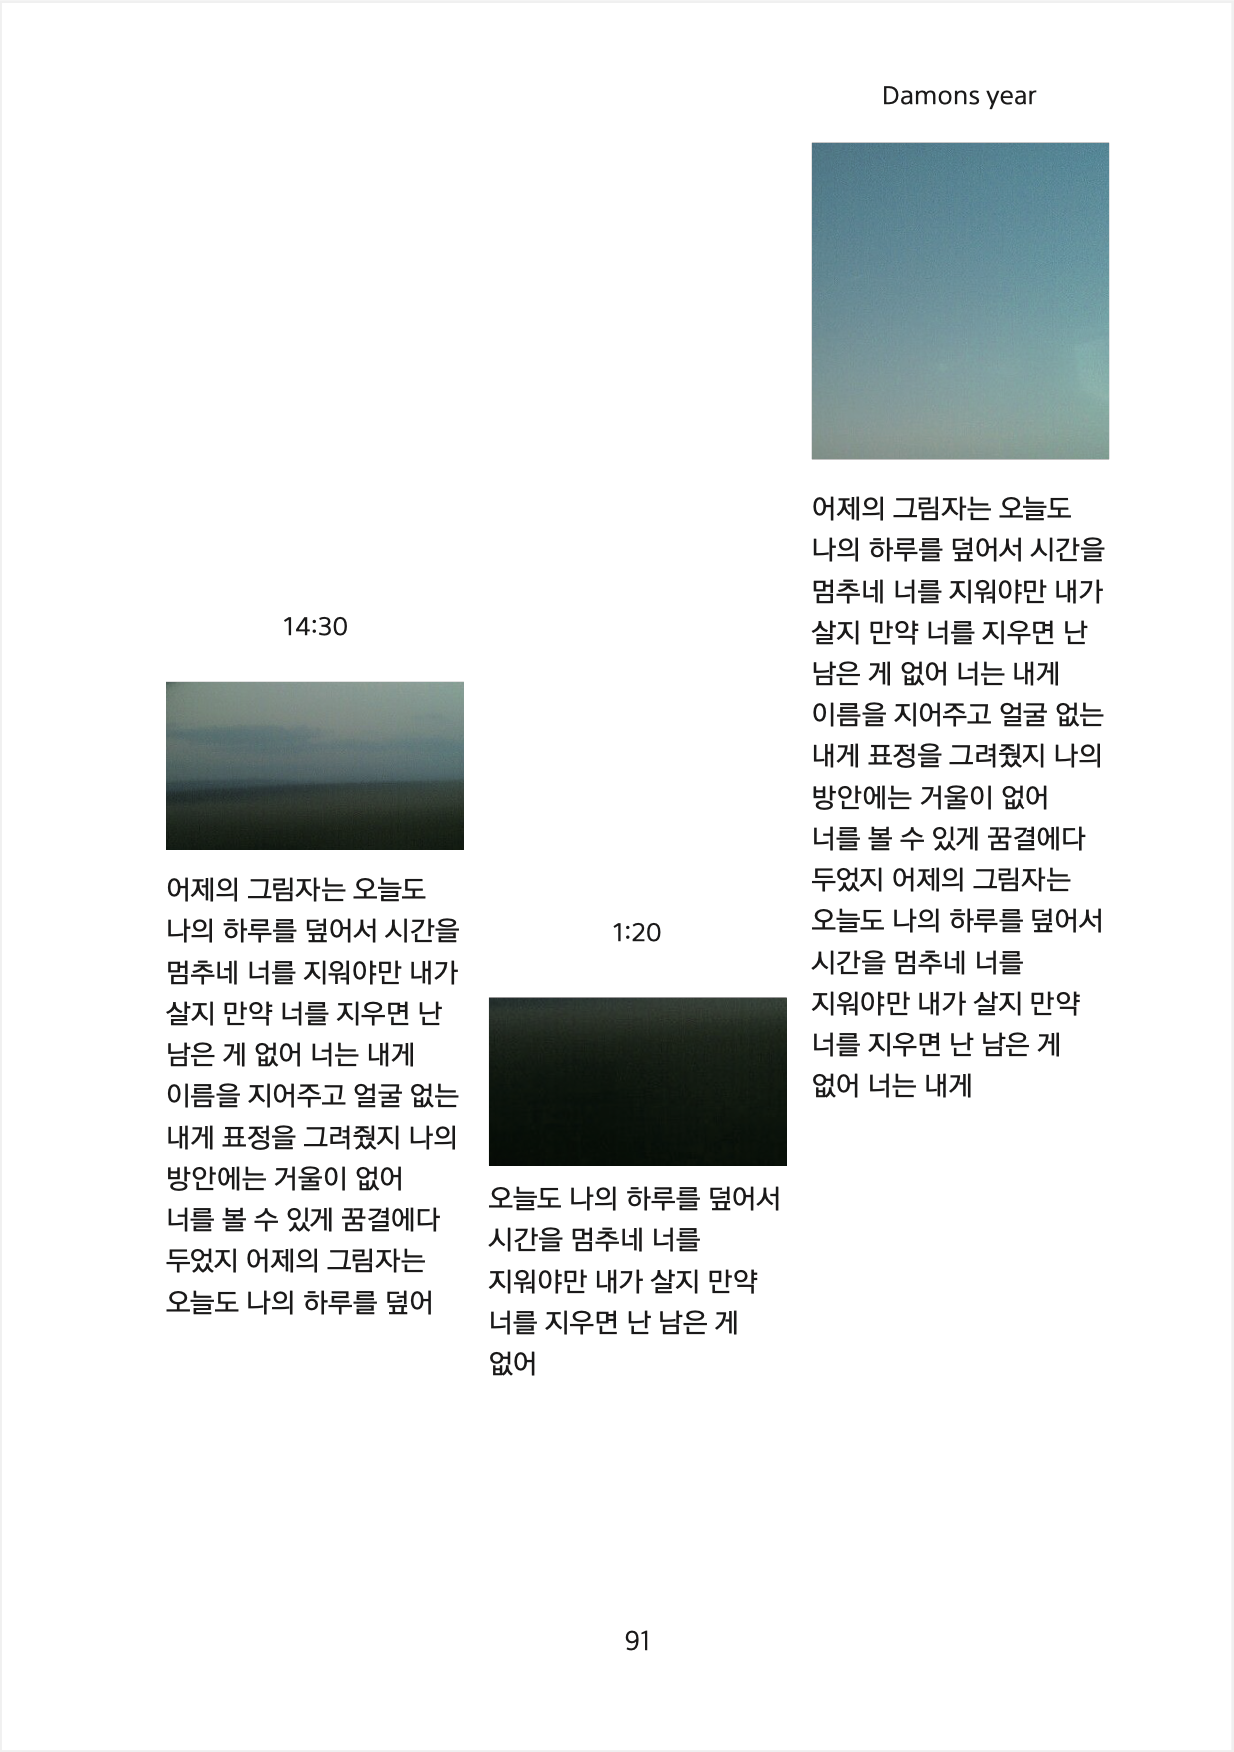 Damons year
14:30
어제의 그림자는 오늘도
나의 하루를 덮어서 시간을
멈추네 너를 지워야만 내가
살지 만약 너를 지우면 난
남은 게 없어 너는 내게
이름을 지어주고 얼굴 없는
내게 표정을 그려줬지 나의
방안에는 거울이 없어
너를 볼 수 있게 꿈결에다
두었지 어제의 그림자는
오늘도 나의 하루를 덮어
1:20
오늘도 나의 하루를 덮어서
시간을 멈추네 너를
지워야만 내가 살지 만약
너를 지우면 난 남은 게
없어
어제의 그림자는 오늘도
나의 하루를 덮어서 시간을
멈추네 너를 지워야만 내가
살지 만약 너를 지우면 난
남은 게 없어 너는 내게
이름을 지어주고 얼굴 없는
내게 표정을 그려줬지 나의
방안에는 거울이 없어
너를 볼 수 있게 꿈결에다
두었지 어제의 그림자는
오늘도 나의 하루를 덮어서
시간을 멈추네 너를
지워야만 내가 살지 만약
너를 지우면 난 남은 게
없어 너는 내게
91